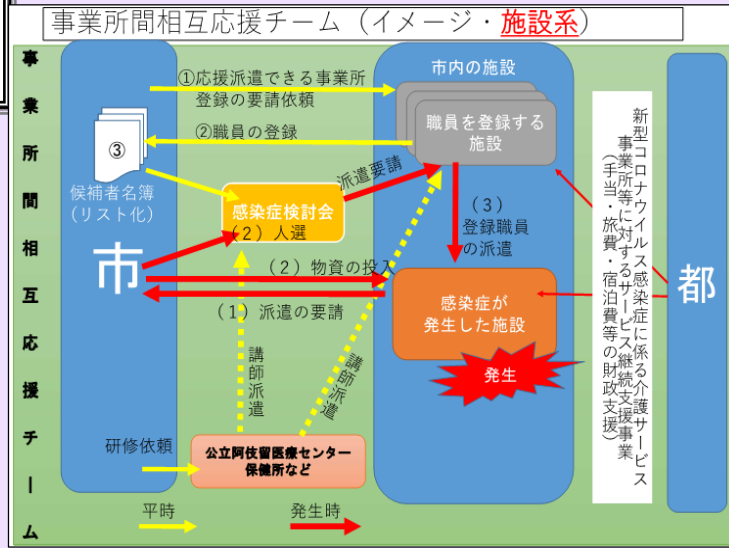 事業所間相互応援チーム（イメージ・施設系）
事業所間相互応援チーム
①応援派遣できる事業所
登録の要請依頼
②職員の登録
③
候補者名簿
（リスト化）
市
感染症検討会
（2）人選
派遣要請
（2）物資の投入
（1）派遣の要請
市内の施設
職員を登録する
施設
（3）
登録職員
の派遣
感染症が
発生した施設
発生
講師派遣
講師派遣
研修依頼
公立阿伎留医療センター
保健所など
平時
発生時
新型コロナウイルス感染症に係る介護サービス
事業所等に対するサービス継続支援事業
（手当・旅費・宿泊費等の財政支援）
都